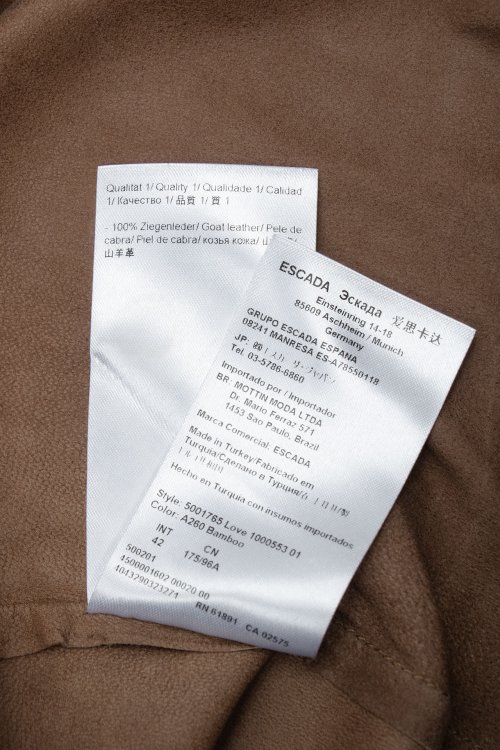 Qualität 1/ Quality 1/ Qualidade 1/ Calidad
1/ Качество 1/ 品質 1/ 質 1
- 100% Ziegenleder/ Goat leather/ Pele de
cabra/ Piel de cabra/ козья кожа/ 山
山羊革
ESCADA Эскада 爱思卡达
Einsteinring 14-18
85609 Aschheim / Munich
Germany
GRUPO ESCADA ESPANA
08241 MANRESA ES-A78550118
JP: ㈱
Tel. 03-5786-6860
Importado por / Importador
BR: MOTTIN MODA LTDA
Dr. Mario Ferraz 571
1453 Sao Paulo, Brazil
Marca Comercial: ESCADA
Made in Turkey/Fabricado em
Turquia/Сделано в Турция/
Hecho en Turquia con insumos importados
Style: 5001765 Love 1000553 01
Color: A260 Bamboo
INT CN
42 175/96A
500201
4500001602 00020 00
4043290323271
RN 61891 CA 02575